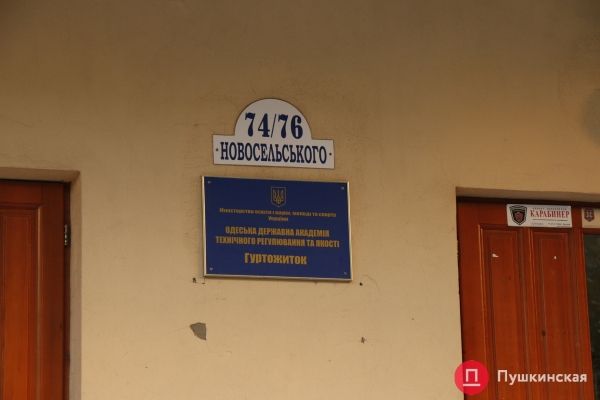 74/76
·НОВОСЕЛЬСЬКОГО·
Міністерство освіти і науки, молоді та спорту
України
ОДЕСЬКА ДЕРЖАВНА АКАДЕМІЯ
ТЕХНІЧНОГО РЕГУЛЮВАННЯ ТА ЯКОСТІ
Гуртожиток
КАРАБИНЕР
Пушкинская